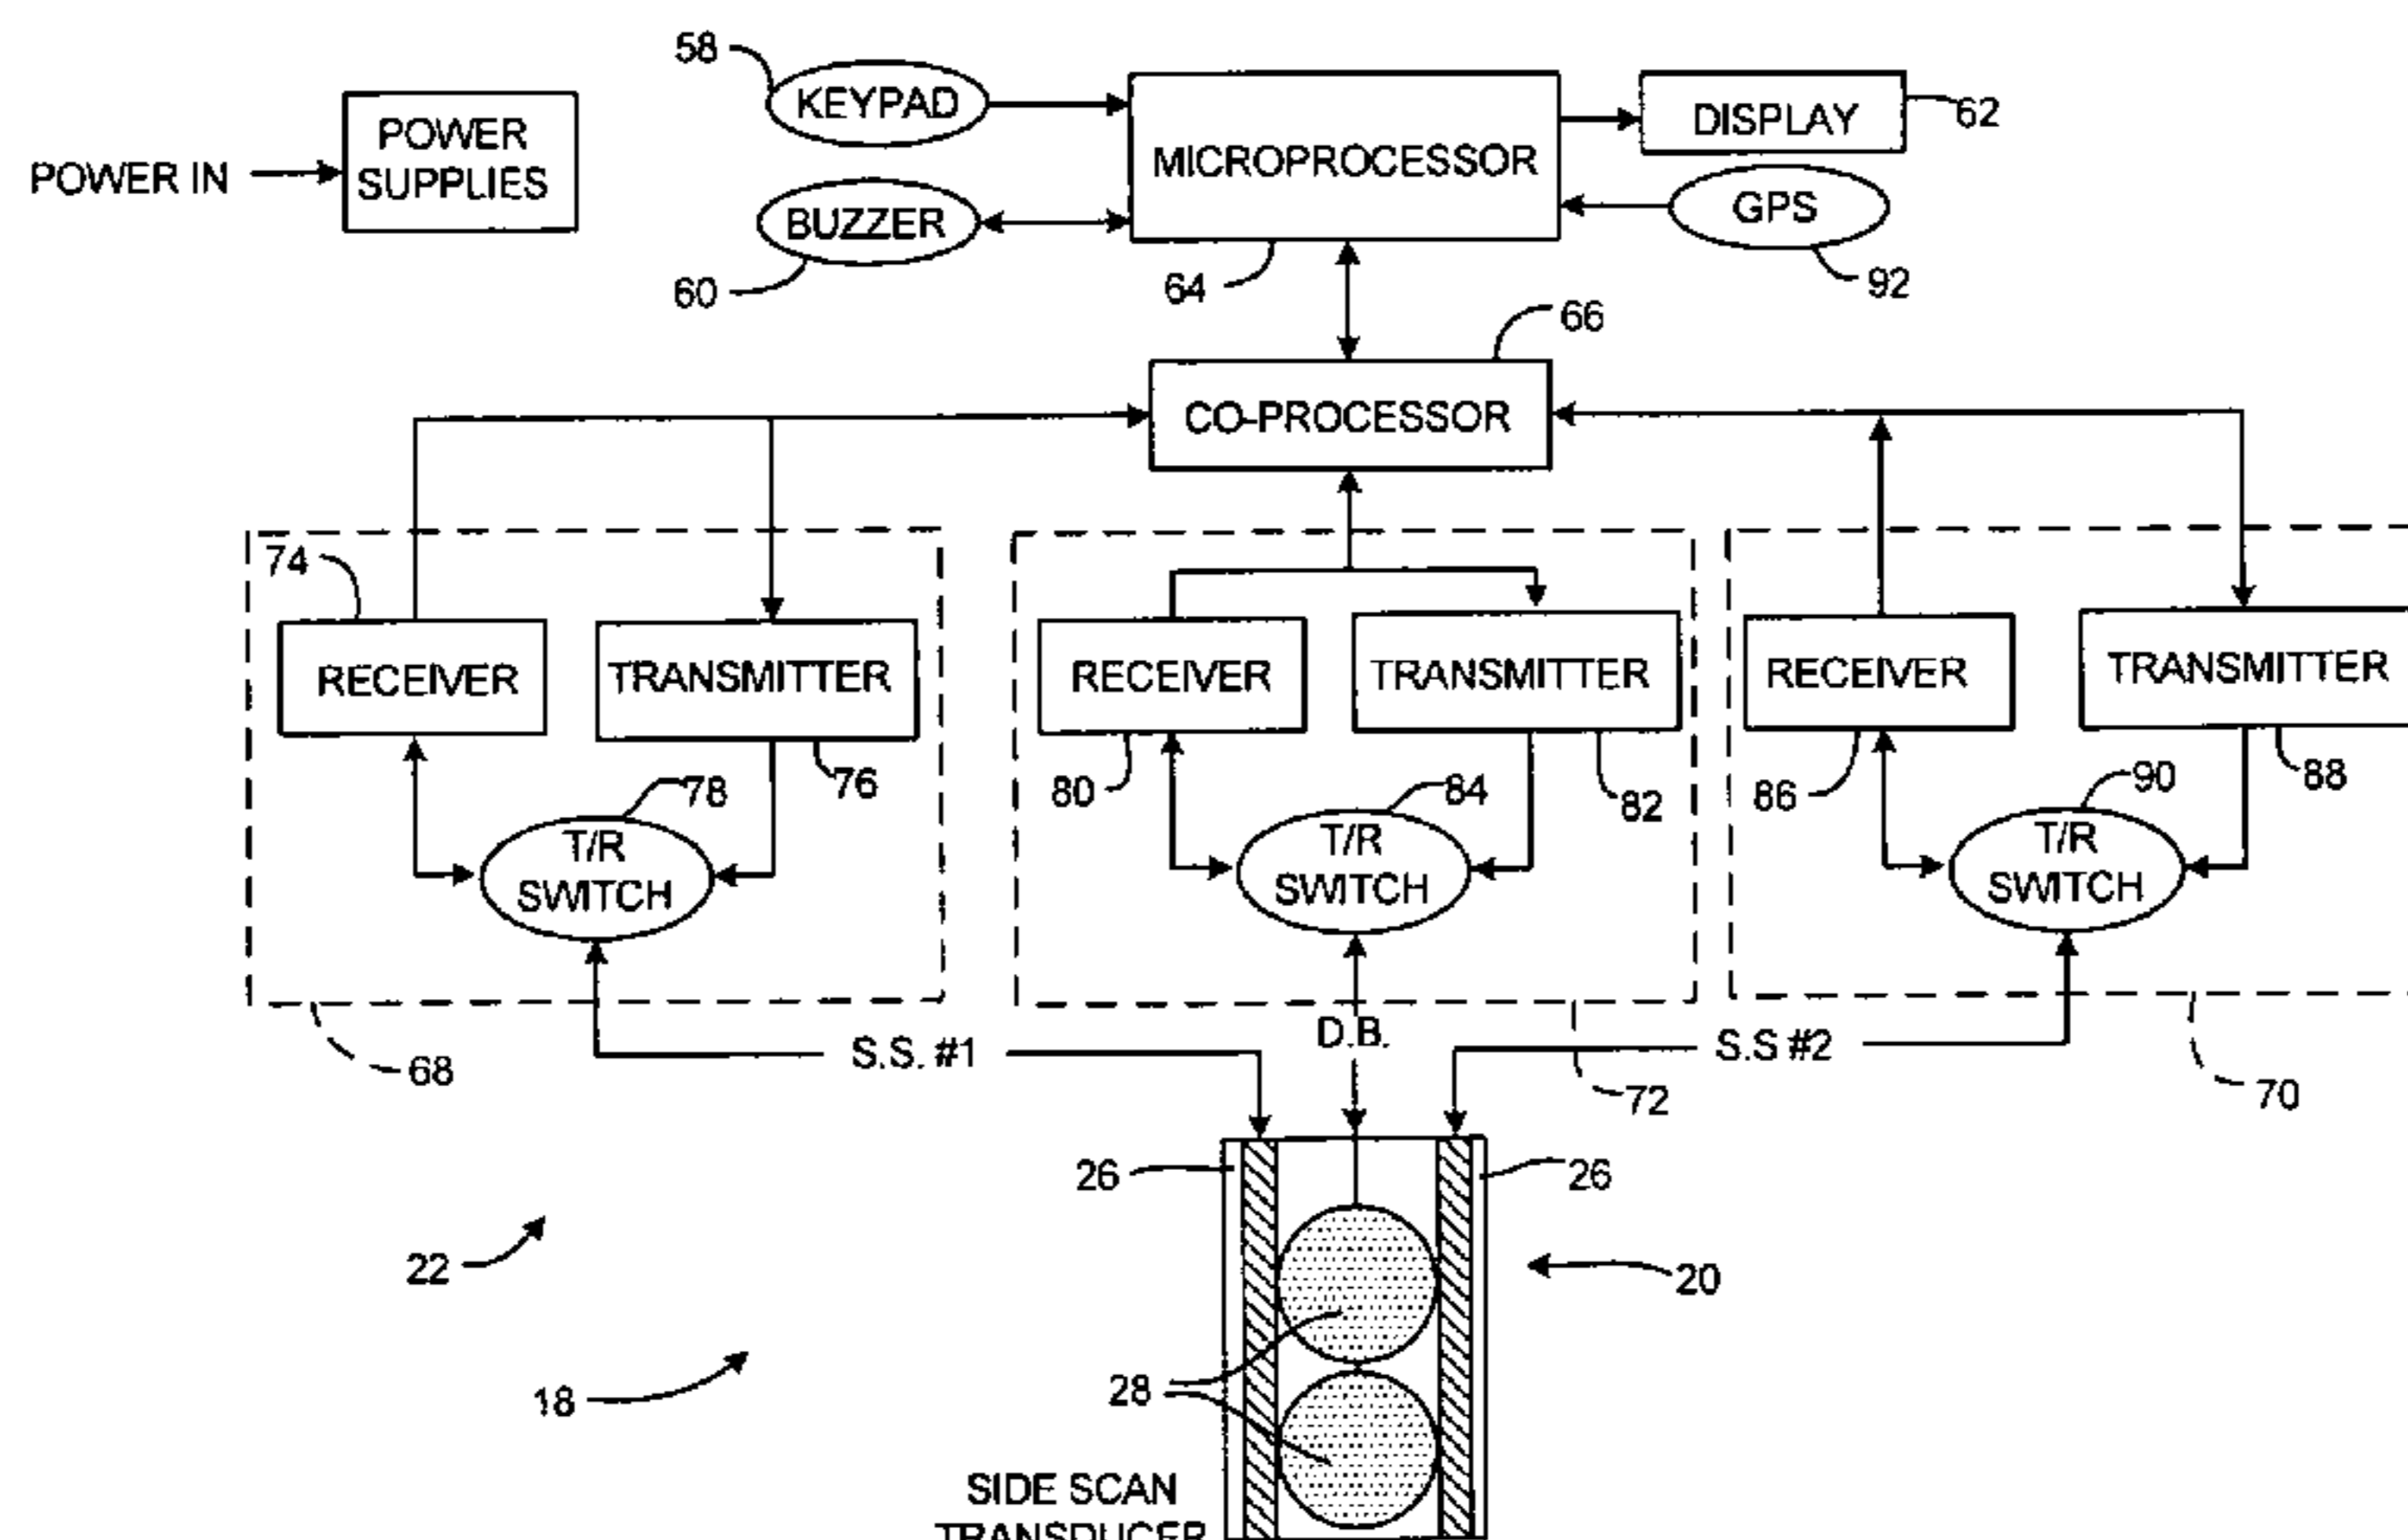 58
KEYPAD
POWER
SUPPLIES
POWER IN
MICROPROCESSOR
DISPLAY
62
GPS
BUZZER
60
64
92
66
CO-PROCESSOR
74
RECEIVER
TRANSMITTER
RECEIVER
TRANSMITTER
RECEIVER
TRANSMITTER
78
76
80
84
82
86
90
88
T/R
SWITCH
T/R
SWITCH
T/R
SWITCH
68
S.S. #1
D.B.
S.S #2
72
70
26
26
22
20
18
28
SIDE SCAN
TRANSDUCER